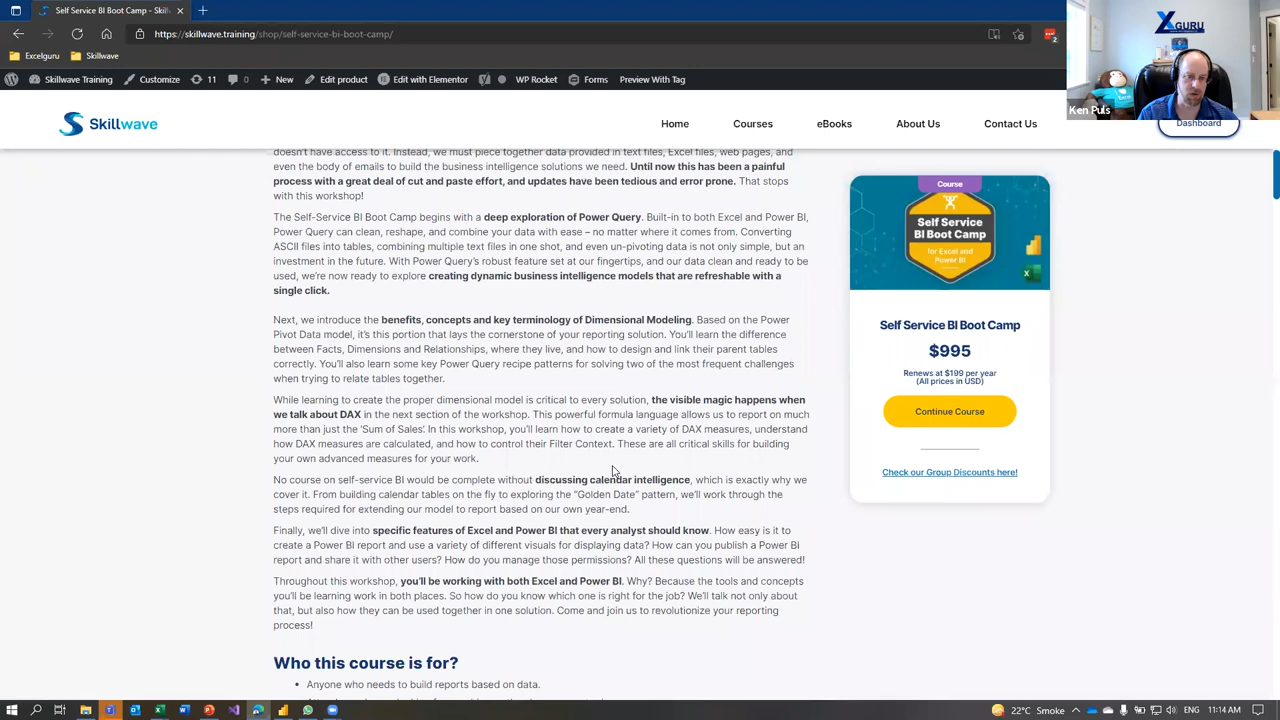 Self Service BI Boot Camp - Skil
https://skillwave.training/shop/self-service-bi-boot-camp/
2
Excelguru
Skillwave
Skillwave Training
Customize
11
0
New
Edit product
Edit with Elementor
WP Rocket
Forms
Preview With Tag
XGURU
Ken Puls
Skillwave
Home
Courses
eBooks
About Us
Contact Us
Dashboard
doesn't have access to it. Instead, we must piece together data provided in text files, Excel files, web pages, and
even the body of emails to build the business intelligence solutions we need. Until now this has been a painful
process with a great deal of cut and paste effort, and updates have been tedious and error prone. That stops
with this workshop!
The Self-Service BI Boot Camp begins with a deep exploration of Power Query. Built-in to both Excel and Power BI,
Power Query can clean, reshape, and combine your data with ease – no matter where it comes from. Converting
ASCII files into tables, combining multiple text files in one shot, and even un-pivoting data is not only simple, but an
investment in the future. With Power Query's robust feature set at our fingertips, and our data clean and ready to be
used, we're now ready to explore creating dynamic business intelligence models that are refreshable with a
single click.
Next, we introduce the benefits, concepts and key terminology of Dimensional Modeling. Based on the Power
Pivot Data model, it's this portion that lays the cornerstone of your reporting solution. You'll learn the difference
between Facts, Dimensions and Relationships, where they live, and how to design and link their parent tables
correctly. You'll also learn some key Power Query recipe patterns for solving two of the most frequent challenges
when trying to relate tables together.
While learning to create the proper dimensional model is critical to every solution, the visible magic happens when
we talk about DAX in the next section of the workshop. This powerful formula language allows us to report on much
more than just the 'Sum of Sales'. In this workshop, you'll learn how to create a variety of DAX measures, understand
how DAX measures are calculated, and how to control their Filter Context. These are all critical skills for building
your own advanced measures for your work.
No course on self-service BI would be complete without discussing calendar intelligence, which is exactly why we
cover it. From building calendar tables on the fly to exploring the "Golden Date" pattern, we'll work through the
steps required for extending our model to report based on our own year-end.
Finally, we'll dive into specific features of Excel and Power BI that every analyst should know. How easy is it to
create a Power BI report and use a variety of different visuals for displaying data? How can you publish a Power Bi
report and share it with other users? How do you manage those permissions? All these questions will be answered!
Throughout this workshop, you'll be working with both Excel and Power BI. Why? Because the tools and concepts
you'll be learning work in both places. So how do you know which one is right for the job? We'll talk not only about
that, but also how they can be used together in one solution. Come and join us to revolutionize your reporting
process!
Who this course is for?
• Anyone who needs to build reports based on data.
Course
Self Service
BI Boot Camp
for Excel and
Power BI
Self Service BI Boot Camp
$995
Renews at $199 per year
(All prices in USD)
Continue Course
Check our Group Discounts here!
22°C Smoke
ENG
11:14 AM